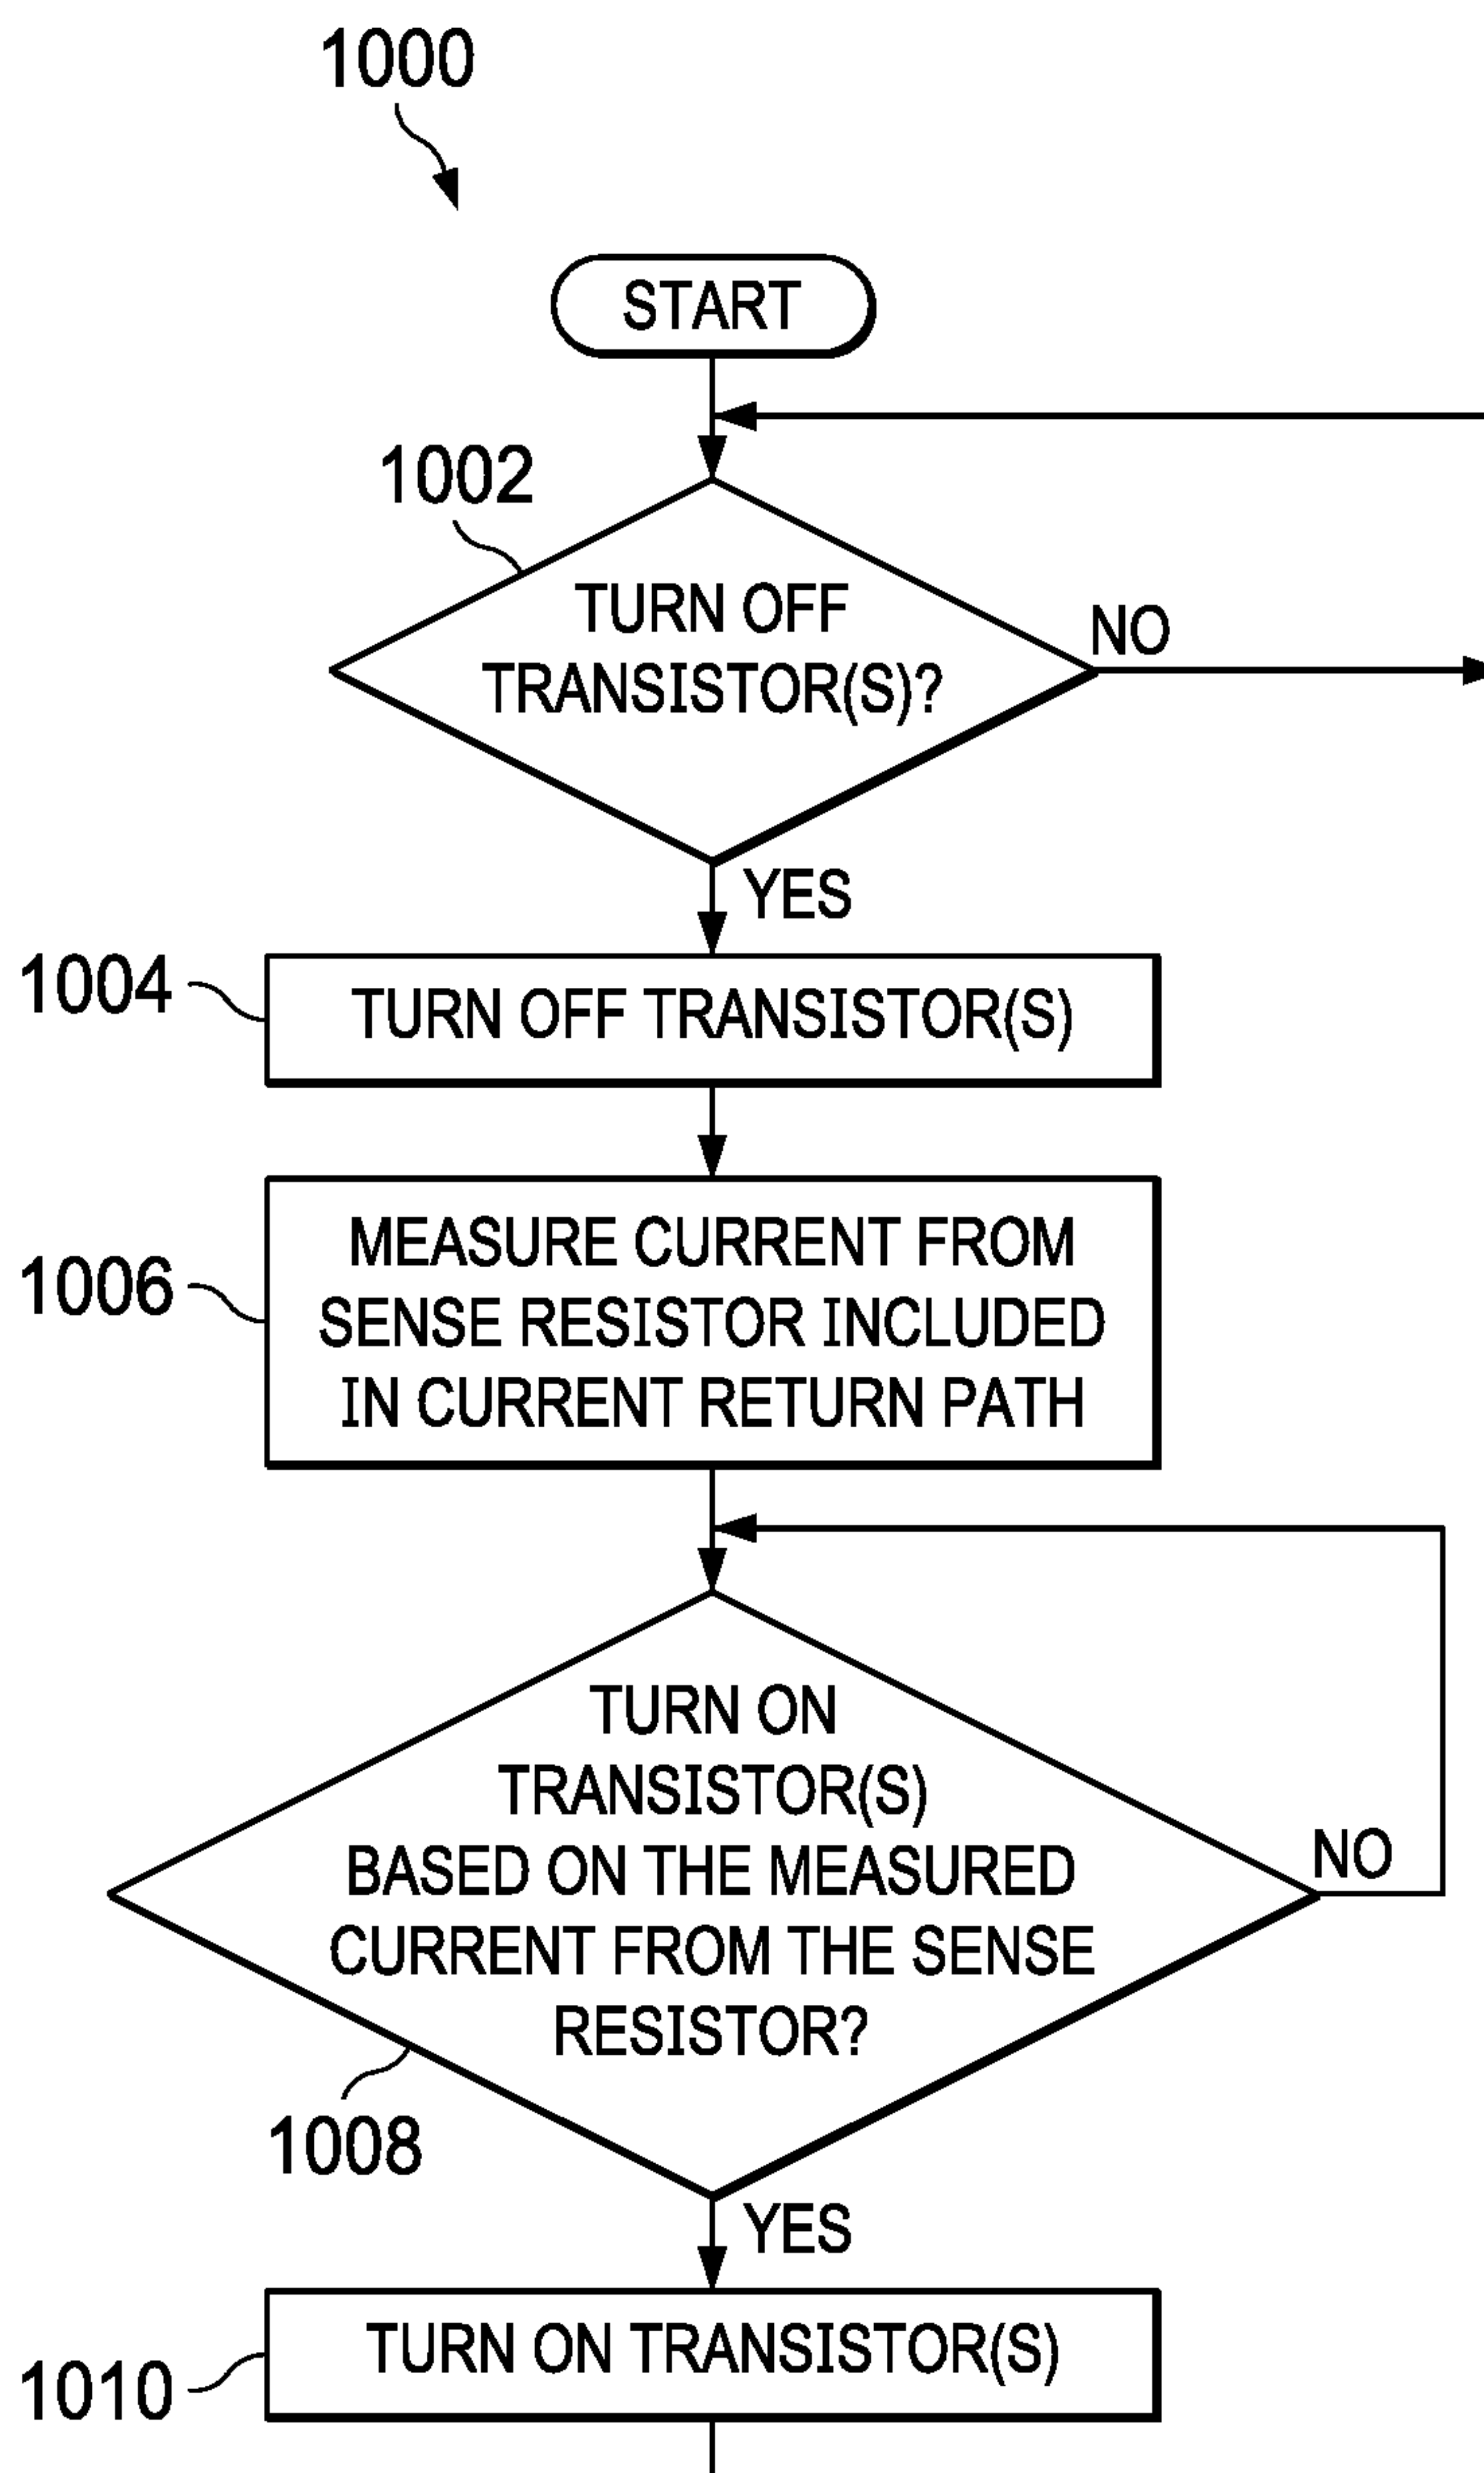 1000
START
1002
TURN OFF
TRANSISTOR(S)?
NO
YES
1004
TURN OFF TRANSISTOR(S)
1006
MEASURE CURRENT FROM
SENSE RESISTOR INCLUDED
IN CURRENT RETURN PATH
TURN ON
TRANSISTOR(S)
BASED ON THE MEASURED
CURRENT FROM THE SENSE
RESISTOR?
NO
1008
YES
1010
TURN ON TRANSISTOR(S)